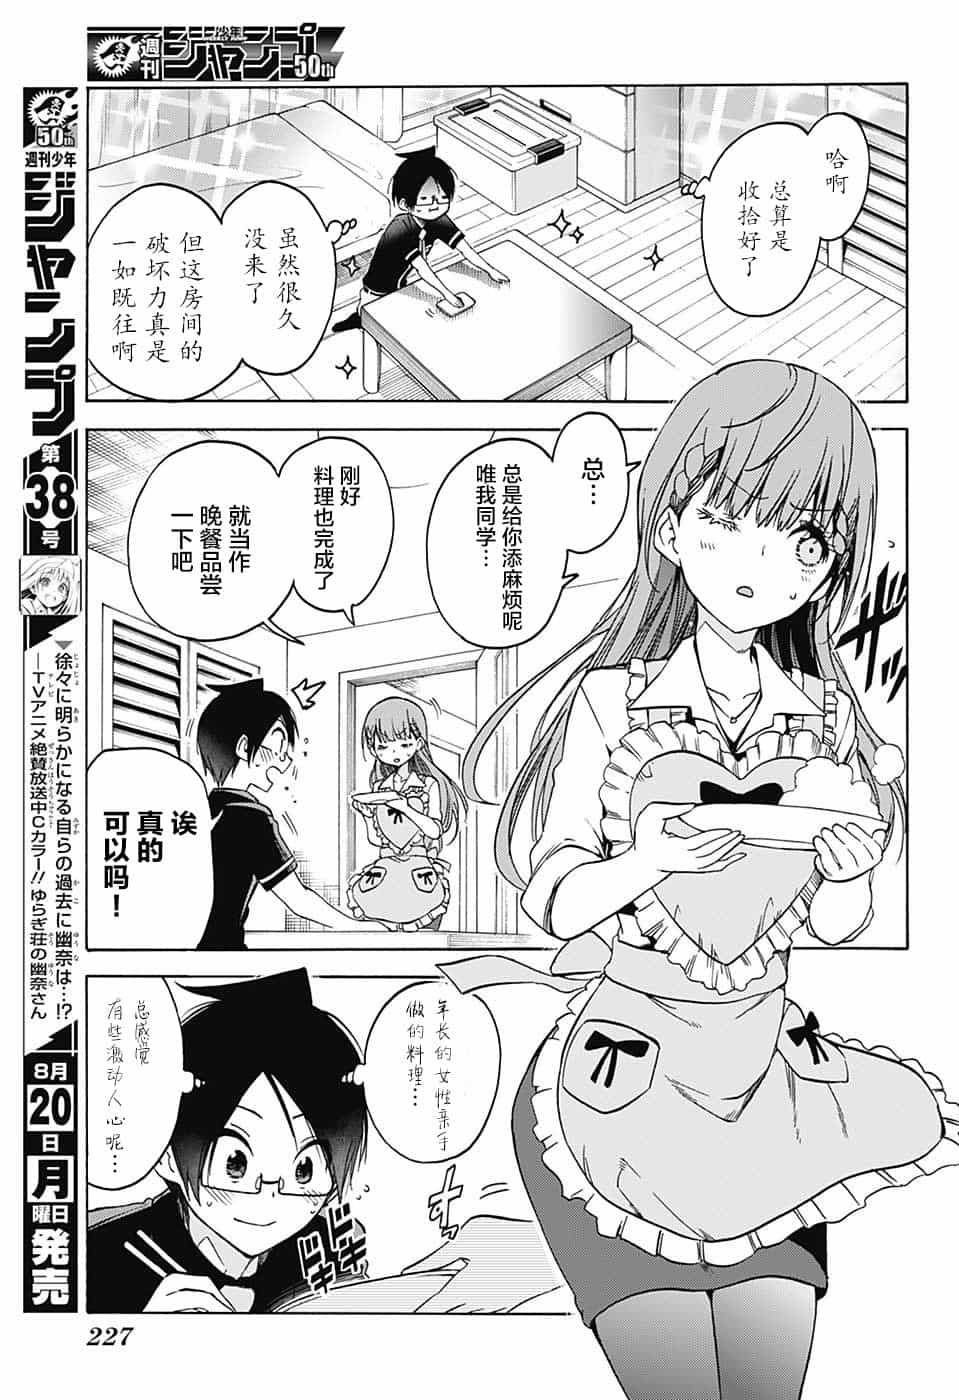 週刊
少年
ジャンプ
50th
50th
週刊少年
ジャンプ
第
38
号
▼徐々に明らかになる自らの過去に幽奈は…!?
―TVアニメ絶賛放送中Cカラー!!ゆらぎ荘の幽奈さん
8月
20
日
月
曜日
発売
哈啊
总算是
收拾好了
虽然很久
没来了
但这房间的
破坏力真是
一如既往啊
总…
总是给你添麻烦呢
唯我同学…
刚好
料理也完成了
就当作
晚餐品尝
一下吧
诶
真的
可以吗！
年长的女性亲手
做的料理…
总感觉
有些激动人心呢…
ドキ
ドキ
227